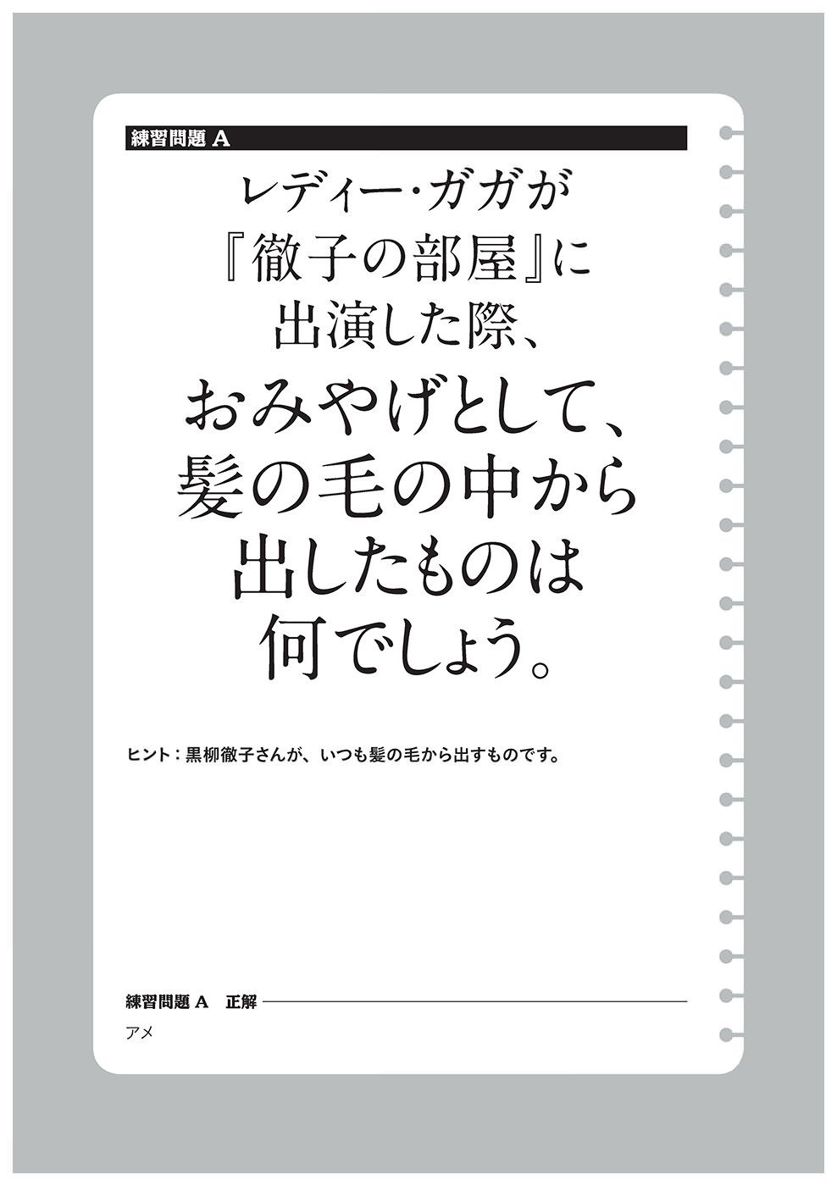 練習問題 A
レディー・ガガが
『徹子の部屋』に
出演した際、
おみやげとして、
髪の毛の中から
出したものは
何でしょう。
ヒント：黒柳徹子さんが、いつも髪の毛から出すものです。
練習問題 A　正解
アメ